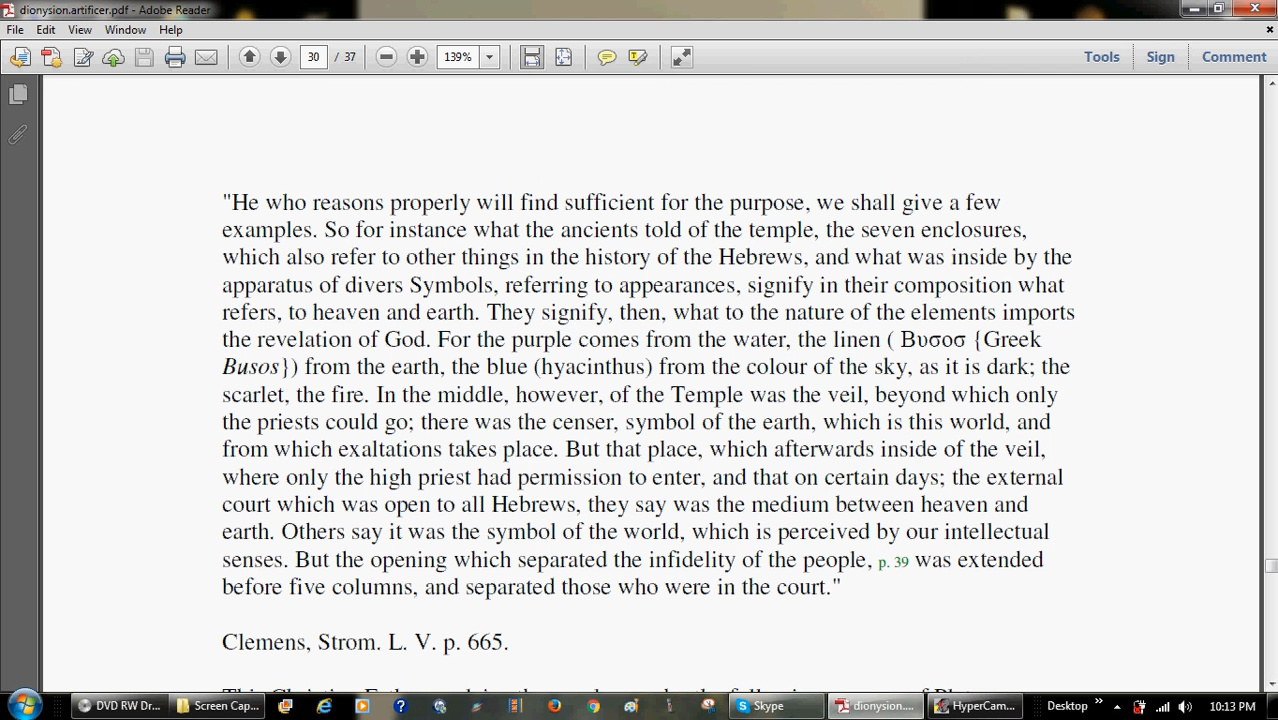 dionysion.artificer.pdf - Adobe Reader
File Edit View Window Help
30 / 37 139% Tools Sign Comment
"He who reasons properly will find sufficient for the purpose, we shall give a few
examples. So for instance what the ancients told of the temple, the seven enclosures,
which also refer to other things in the history of the Hebrews, and what was inside by the
apparatus of divers Symbols, referring to appearances, signify in their composition what
refers, to heaven and earth. They signify, then, what to the nature of the elements imports
the revelation of God. For the purple comes from the water, the linen ( Βυσοσ {Greek
Busos}) from the earth, the blue (hyacinthus) from the colour of the sky, as it is dark; the
scarlet, the fire. In the middle, however, of the Temple was the veil, beyond which only
the priests could go; there was the censer, symbol of the earth, which is this world, and
from which exaltations takes place. But that place, which afterwards inside of the veil,
where only the high priest had permission to enter, and that on certain days; the external
court which was open to all Hebrews, they say was the medium between heaven and
earth. Others say it was the symbol of the world, which is perceived by our intellectual
senses. But the opening which separated the infidelity of the people, p. 39 was extended
before five columns, and separated those who were in the court."
Clemens, Strom. L. V. p. 665.
DVD RW Dr... Screen Cap... Skype dionysion.... HyperCam... Desktop 10:13 PM